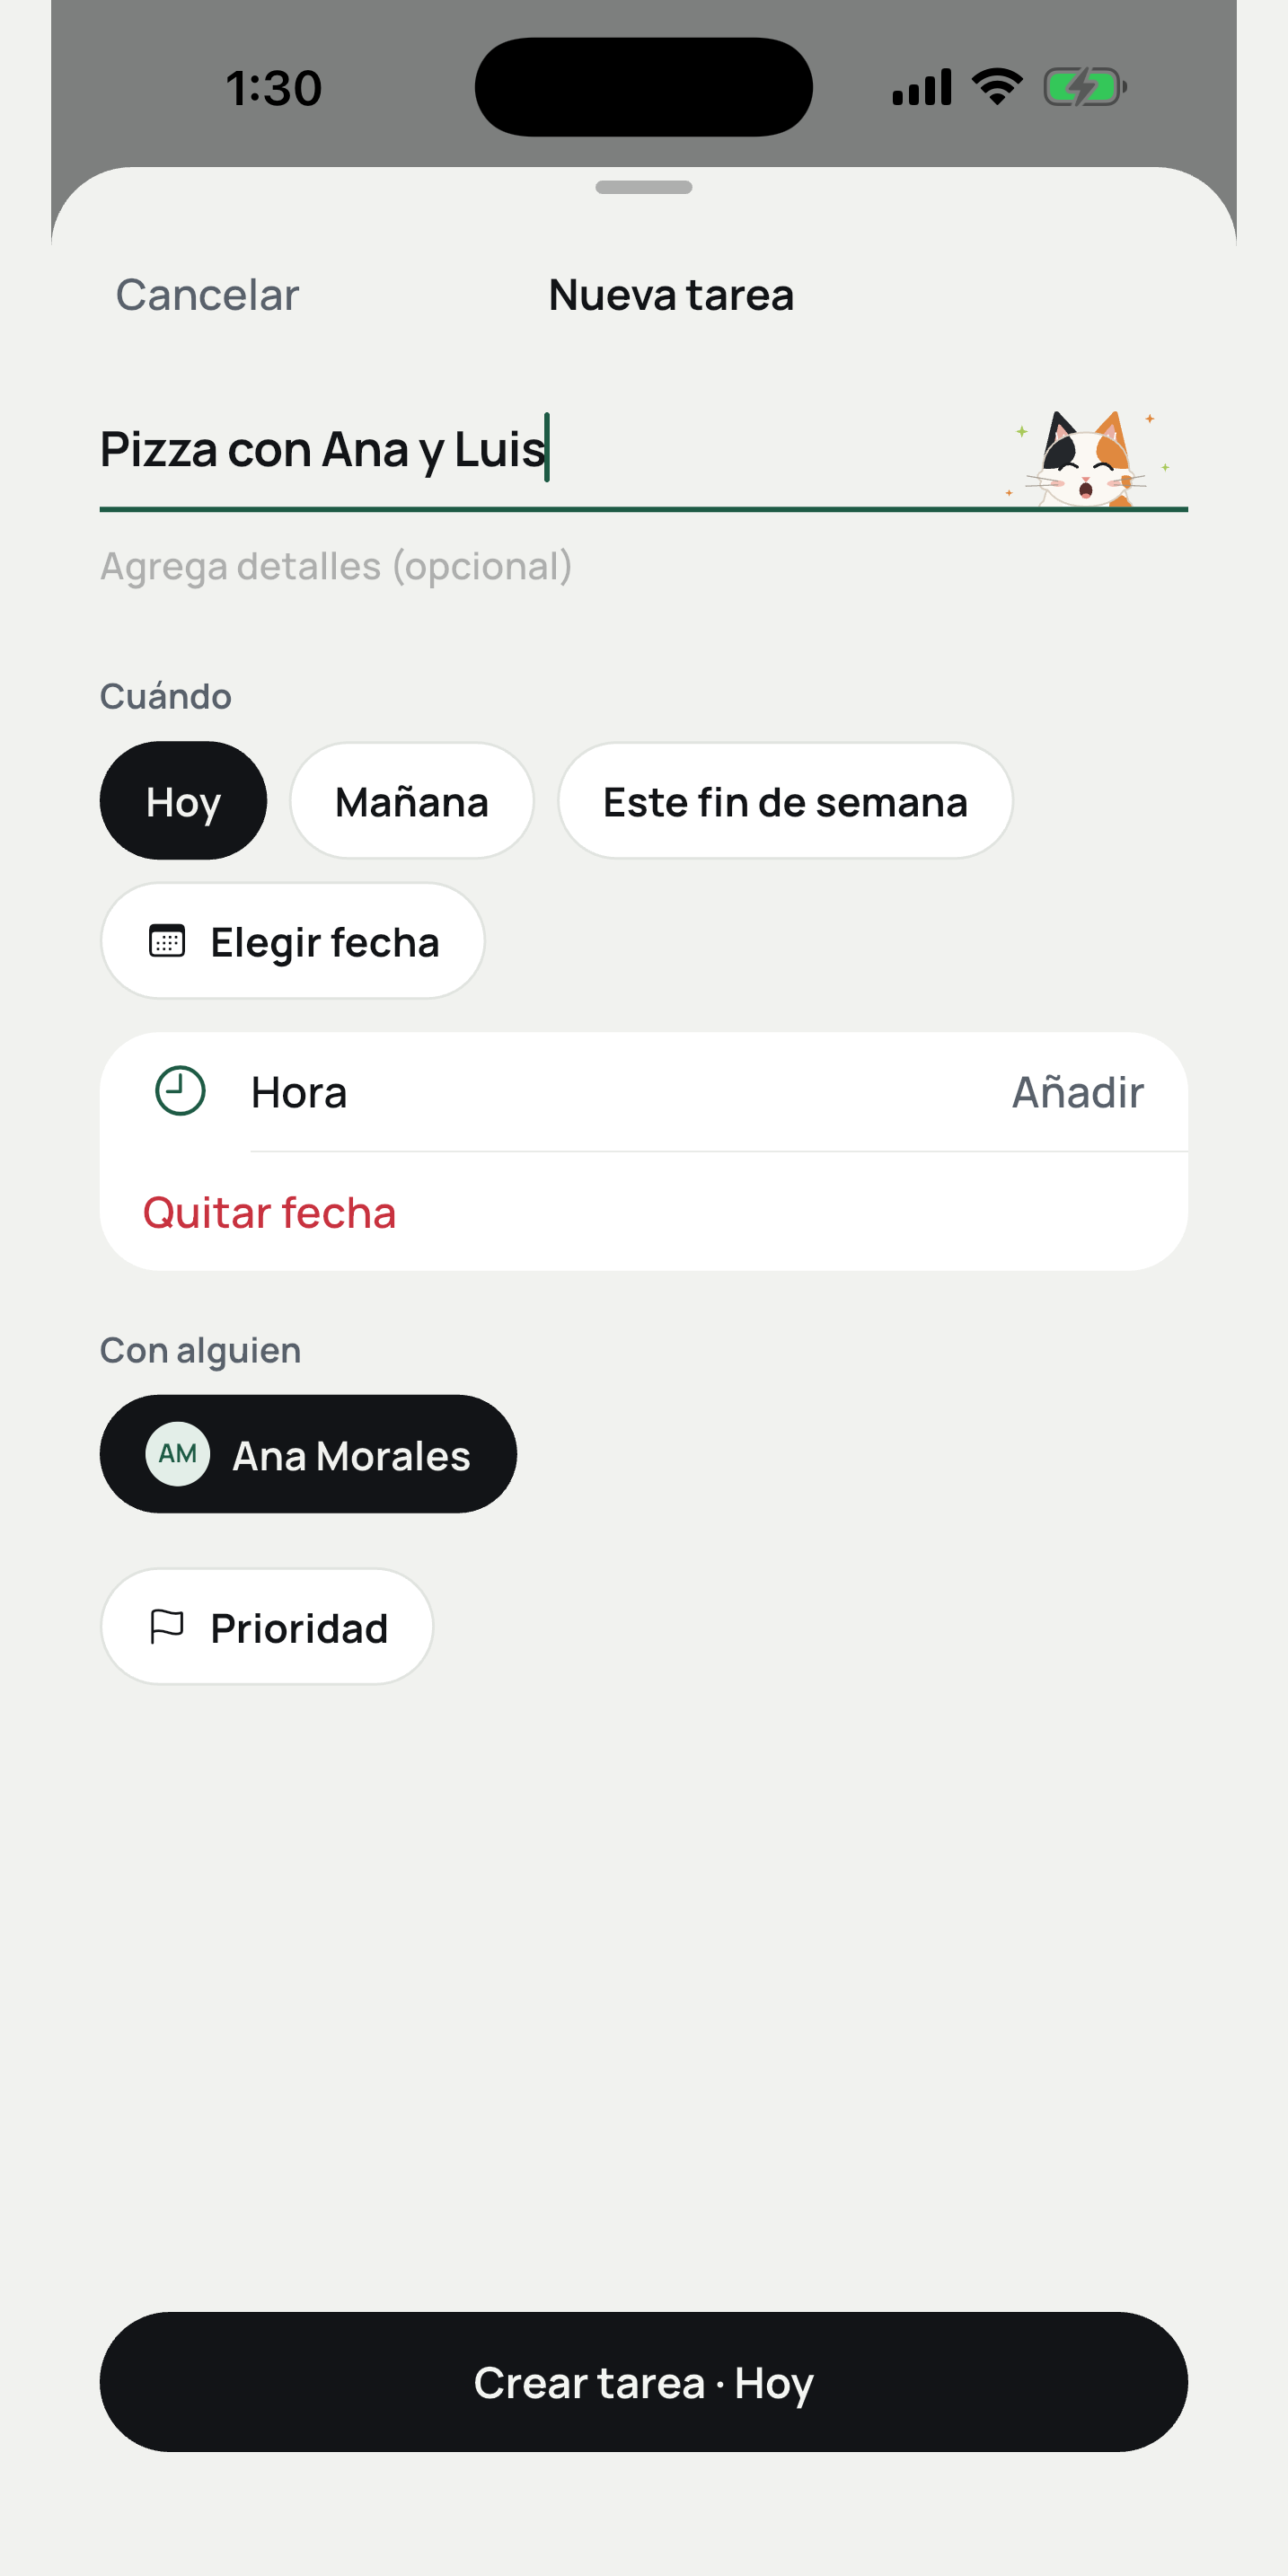 1:30
Cancelar
Nueva tarea
Pizza con Ana y Luis
Agrega detalles (opcional)
Cuándo
Hoy
Mañana
Este fin de semana
Elegir fecha
Hora
Añadir
Quitar fecha
Con alguien
AM Ana Morales
Prioridad
Crear tarea · Hoy